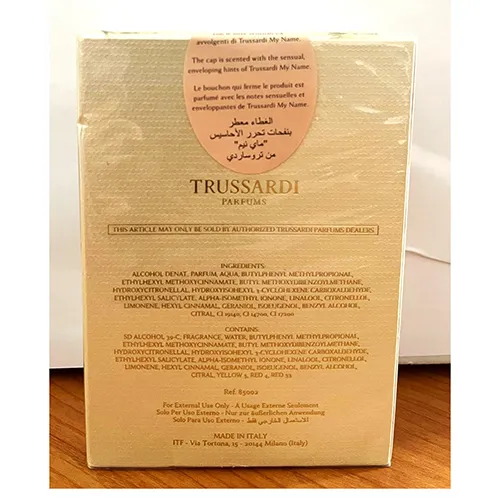 avvolgenti di Trussardi My Name.
The cap is scented with the sensual,
enveloping hints of Trussardi My Name.
Le bouchon qui ferme le produit est
parfumé avec les notes sensuelles et
enveloppantes de Trussardi My Name.
الغطاء معطر
بنفحات تحرر الأحاسيس
"ماي نيم"
من تروساردي
TRUSSARDI
PARFUMS
THIS ARTICLE MAY ONLY BE SOLD BY AUTHORIZED TRUSSARDI PARFUMS DEALERS.
INGREDIENTS:
ALCOHOL DENAT, PARFUM, AQUA, BUTYLPHENYL METHYLPROPIONAL,
ETHYLHEXYL METHOXYCINNAMATE, BUTYL METHOXYDIBENZOYLMETHANE,
HYDROXYCITRONELLAL, HYDROXYISOHEXYL 3-CYCLOHEXENE CARBOXALDEHYDE,
ETHYLHEXYL SALICYLATE, ALPHA-ISOMETHYL IONONE, LINALOOL, CITRONELLOL,
LIMONENE, HEXYL CINNAMAL, GERANIOL, ISOEUGENOL, BENZYL ALCOHOL,
CITRAL, CI 19140, CI 14700, CI 17200
CONTAINS:
SD ALCOHOL 39-C, FRAGRANCE, WATER, BUTYLPHENYL METHYLPROPIONAL,
ETHYLHEXYL METHOXYCINNAMATE, BUTYL METHOXYDIBENZOYLMETHANE,
HYDROXYCITRONELLAL, HYDROXYISOHEXYL 3-CYCLOHEXENE CARBOXALDEHYDE,
ETHYLHEXYL SALICYLATE, ALPHA-ISOMETHYL IONONE, LINALOOL, CITRONELLOL,
LIMONENE, HEXYL CINNAMAL, GERANIOL, ISOEUGENOL, BENZYL ALCOHOL,
CITRAL, YELLOW 5, RED 4, RED 33
Ref. 85002
For External Use Only - A Usage Externe Seulement
Solo Per Uso Esterno - Nur zur äußerlichen Anwendung
Solo Para Uso Externo - للاستعمال الخارجي فقط
MADE IN ITALY
ITF - Via Tortona, 15 - 20144 Milano (Italy)